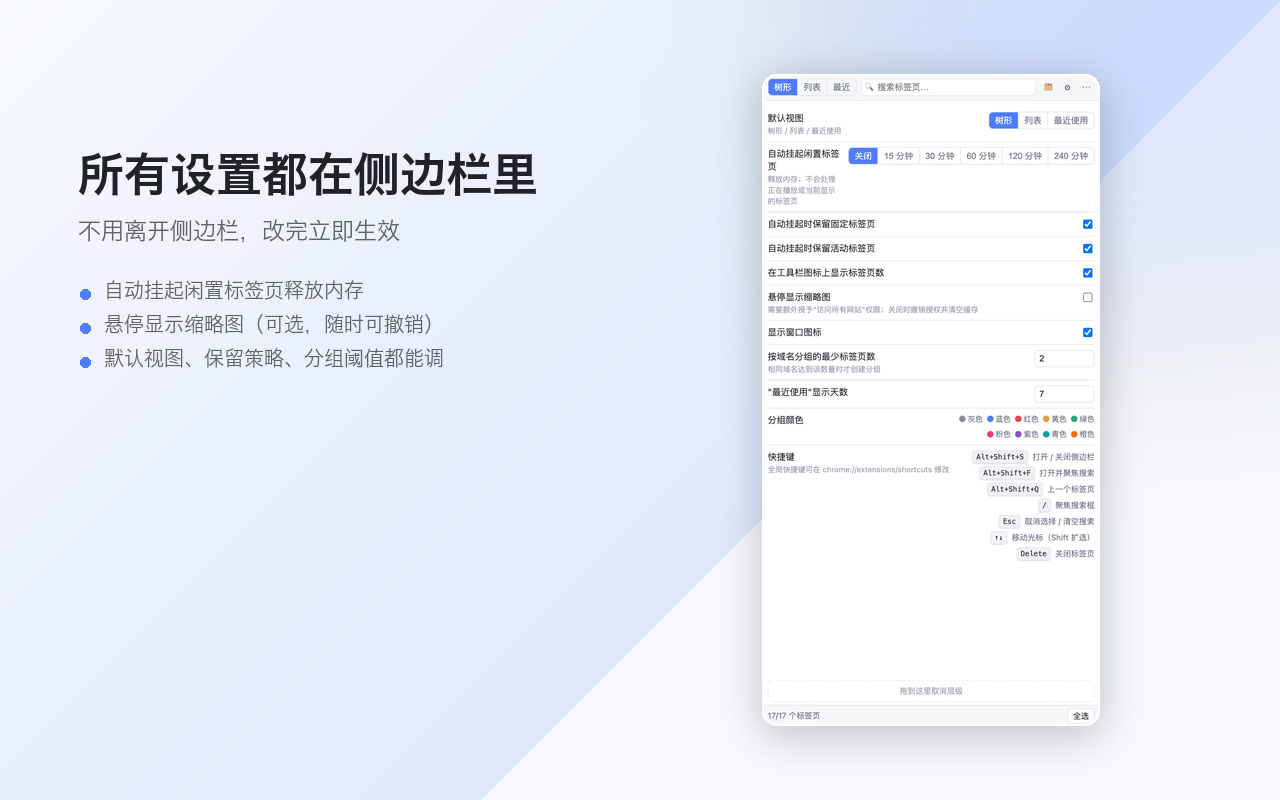 所有设置都在侧边栏里
不用离开侧边栏，改完立即生效
自动挂起闲置标签页释放内存
悬停显示缩略图（可选，随时可撤销）
默认视图、保留策略、分组阈值都能调
树形 列表 最近 搜索标签页...
默认视图
树形 / 列表 / 最近使用
树形 列表 最近使用
自动挂起闲置标签
页
释放内存；不会处理
正在播放或当前显示
的标签页
关闭 15 分钟 30 分钟 60 分钟 120 分钟 240 分钟
自动挂起时保留固定标签页
自动挂起时保留活动标签页
在工具栏图标上显示标签页数
悬停显示缩略图
需要额外授予"访问所有网站"权限；关闭时撤销授权并清空缓存
显示窗口图标
按域名分组的最少标签页数
相同域名达到该数量时才创建分组
2
"最近使用"显示天数
7
分组颜色
灰色 蓝色 红色 黄色 绿色
粉色 紫色 青色 橙色
快捷键
全局快捷键可在 chrome://extensions/shortcuts 修改
Alt+Shift+S 打开 / 关闭侧边栏
Alt+Shift+F 打开并聚焦搜索
Alt+Shift+Q 上一个标签页
/ 聚焦搜索框
Esc 取消选择 / 清空搜索
↑↓ 移动光标（Shift 扩选）
Delete 关闭标签页
拖到这里取消层级
17/17 个标签页
全选